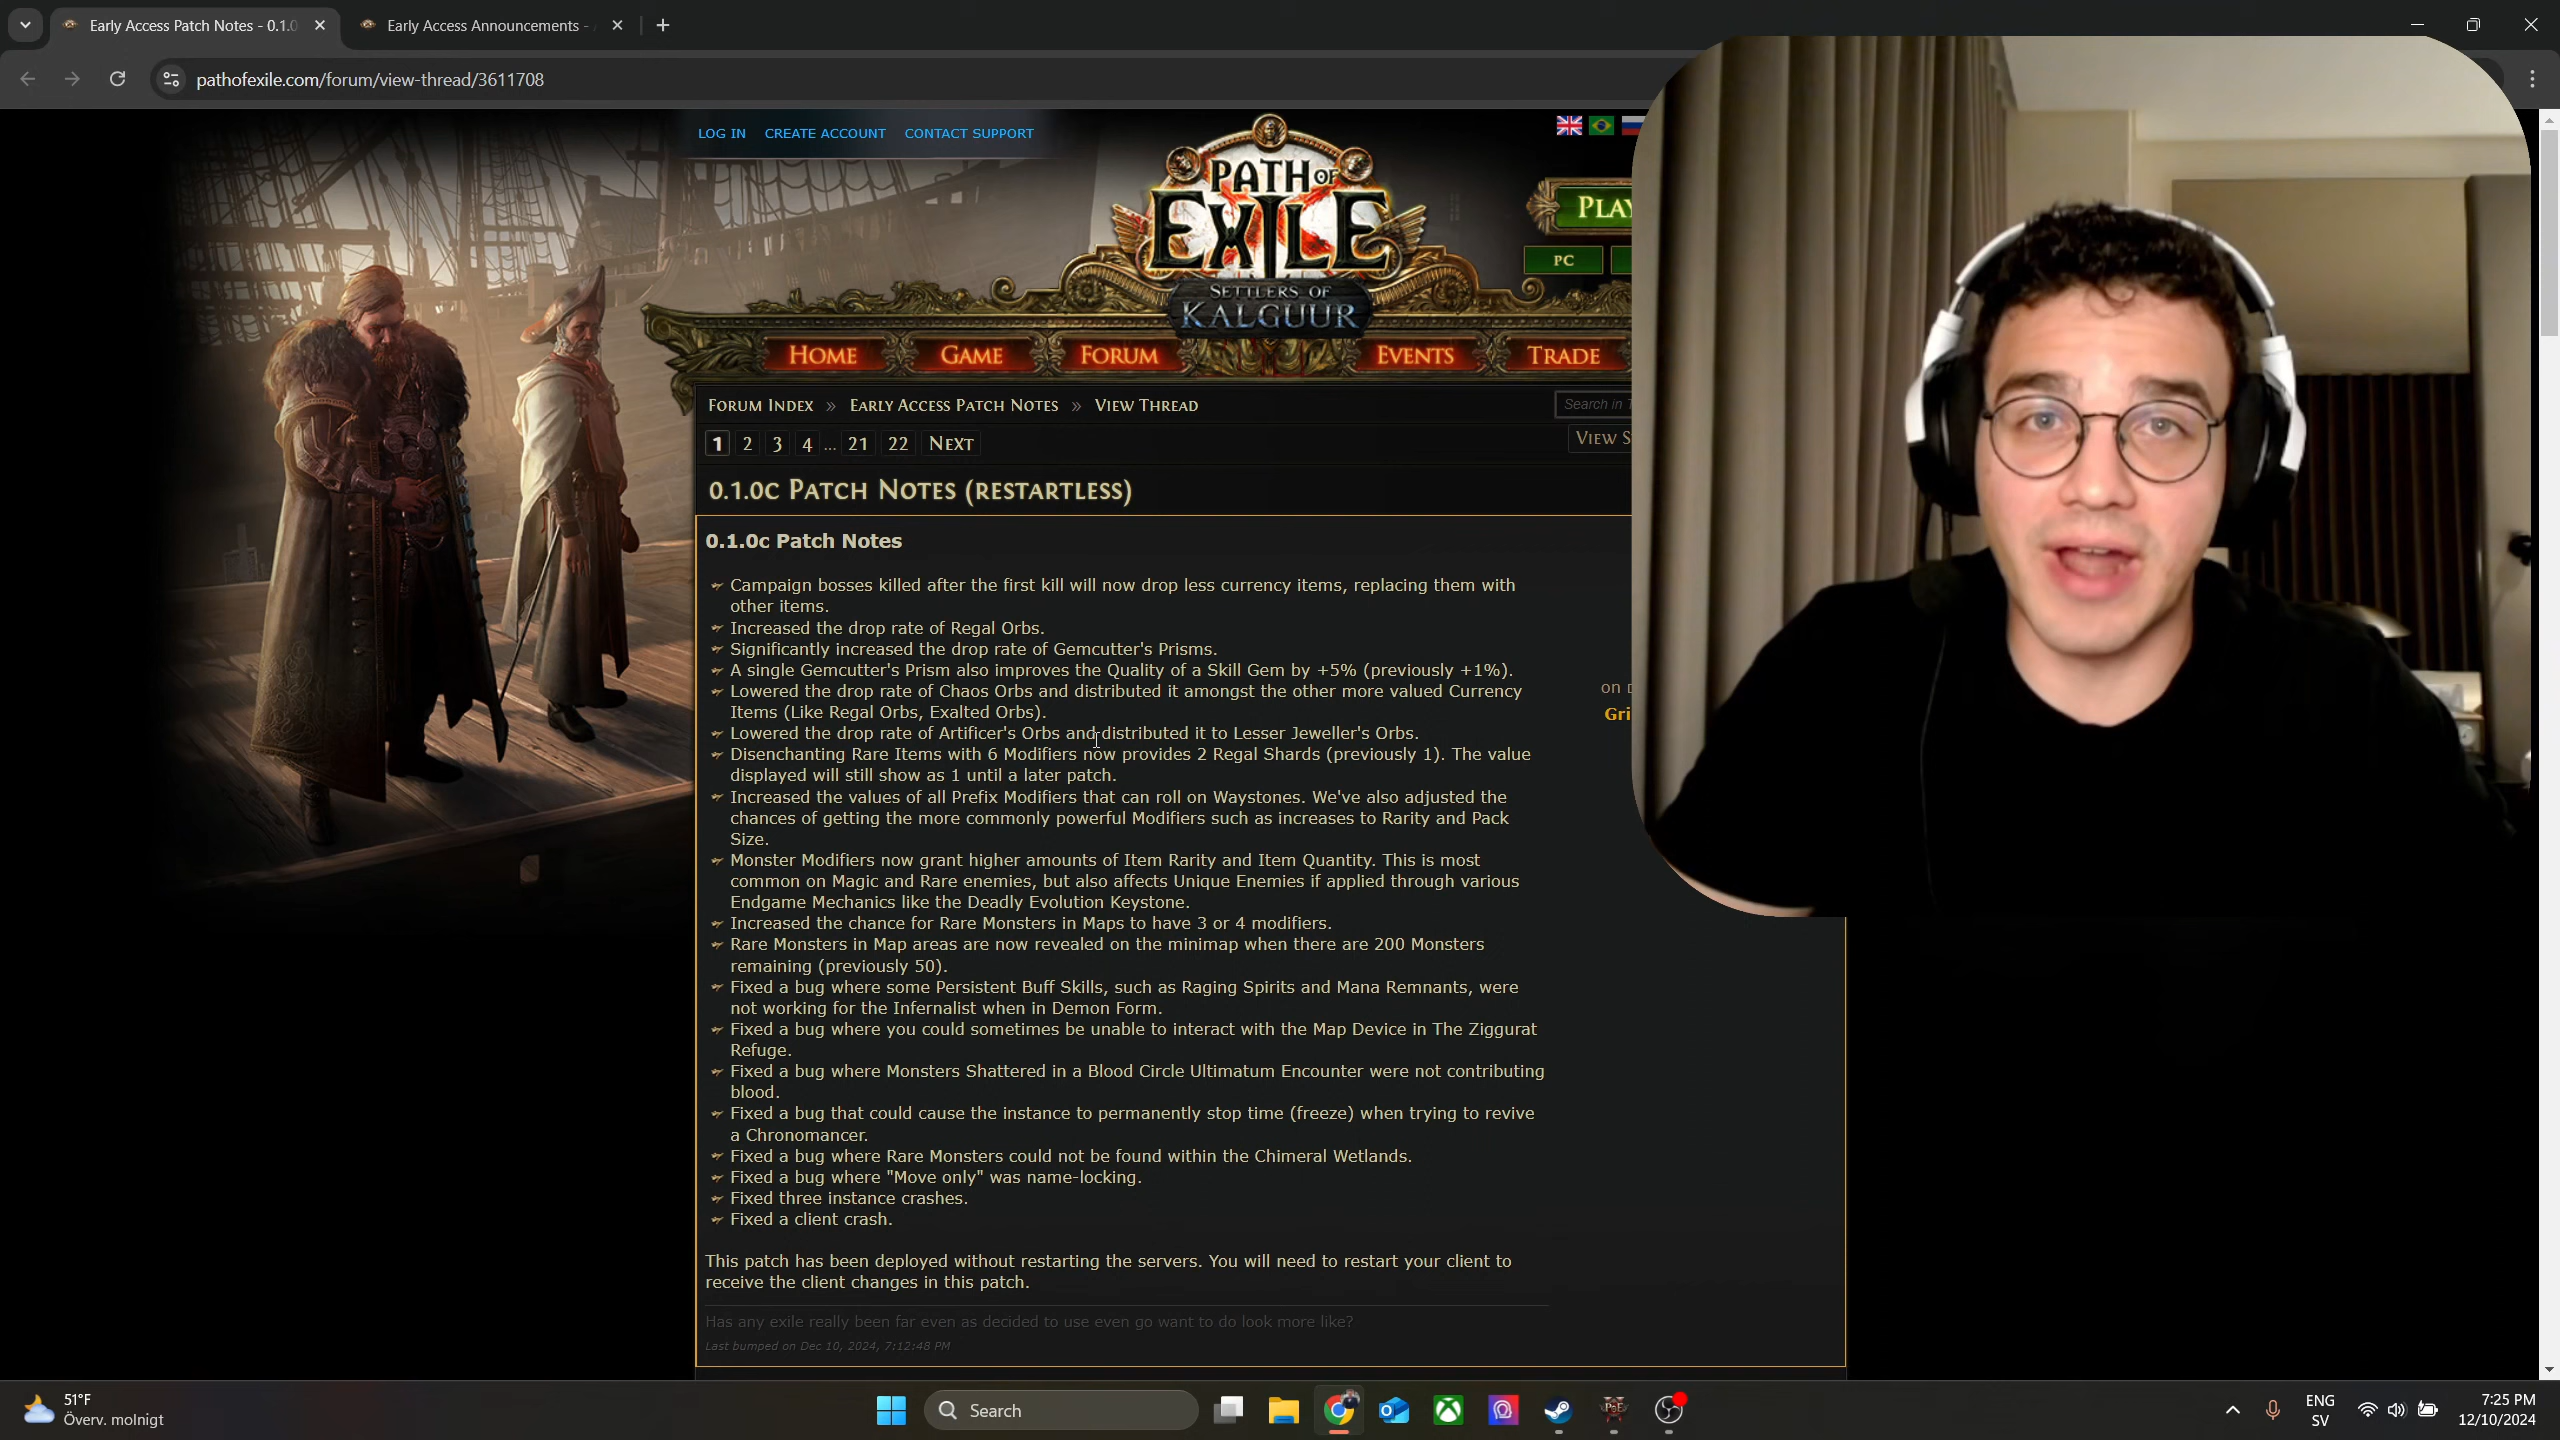 Early Access Patch Notes - 0.1.0
Early Access Announcements -
pathofexile.com/forum/view-thread/3611708
LOG IN CREATE ACCOUNT CONTACT SUPPORT
PATH OF EXILE
SETTLERS OF KALGUUR
PLAY
PC
HOME GAME FORUM EVENTS TRADE
FORUM INDEX » EARLY ACCESS PATCH NOTES » VIEW THREAD
Search in T
1 2 3 4 ... 21 22 NEXT
VIEW S
0.1.0C PATCH NOTES (RESTARTLESS)
0.1.0c Patch Notes
Campaign bosses killed after the first kill will now drop less currency items, replacing them with
other items.
Increased the drop rate of Regal Orbs.
Significantly increased the drop rate of Gemcutter's Prisms.
A single Gemcutter's Prism also improves the Quality of a Skill Gem by +5% (previously +1%).
Lowered the drop rate of Chaos Orbs and distributed it amongst the other more valued Currency
Items (Like Regal Orbs, Exalted Orbs).
Lowered the drop rate of Artificer's Orbs and distributed it to Lesser Jeweller's Orbs.
Disenchanting Rare Items with 6 Modifiers now provides 2 Regal Shards (previously 1). The value
displayed will still show as 1 until a later patch.
Increased the values of all Prefix Modifiers that can roll on Waystones. We've also adjusted the
chances of getting the more commonly powerful Modifiers such as increases to Rarity and Pack
Size.
Monster Modifiers now grant higher amounts of Item Rarity and Item Quantity. This is most
common on Magic and Rare enemies, but also affects Unique Enemies if applied through various
Endgame Mechanics like the Deadly Evolution Keystone.
Increased the chance for Rare Monsters in Maps to have 3 or 4 modifiers.
Rare Monsters in Map areas are now revealed on the minimap when there are 200 Monsters
remaining (previously 50).
Fixed a bug where some Persistent Buff Skills, such as Raging Spirits and Mana Remnants, were
not working for the Infernalist when in Demon Form.
Fixed a bug where you could sometimes be unable to interact with the Map Device in The Ziggurat
Refuge.
Fixed a bug where Monsters Shattered in a Blood Circle Ultimatum Encounter were not contributing
blood.
Fixed a bug that could cause the instance to permanently stop time (freeze) when trying to revive
a Chronomancer.
Fixed a bug where Rare Monsters could not be found within the Chimeral Wetlands.
Fixed a bug where "Move only" was name-locking.
Fixed three instance crashes.
Fixed a client crash.
This patch has been deployed without restarting the servers. You will need to restart your client to
receive the client changes in this patch.
Has any exile really been far even as decided to use even go want to do look more like?
Last bumped on Dec 10, 2024, 7:12:48 PM
on D
Gri
51°F
Överv. molnigt
Search
ENG
SV
7:25 PM
12/10/2024